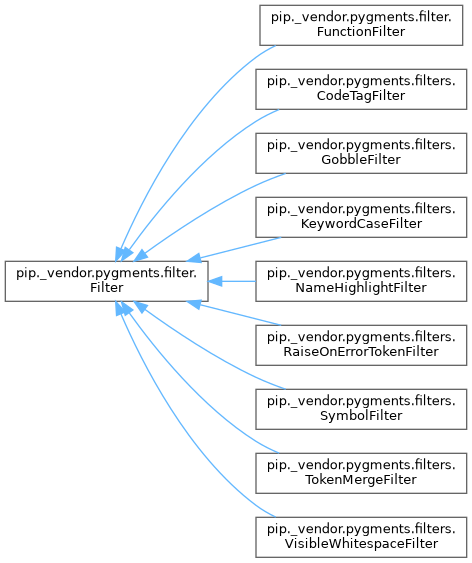 pip._vendor.pygments.filter.
FunctionFilter
pip._vendor.pygments.filters.
CodeTagFilter
pip._vendor.pygments.filters.
GobbleFilter
pip._vendor.pygments.filters.
KeywordCaseFilter
pip._vendor.pygments.filter.
Filter
pip._vendor.pygments.filters.
NameHighlightFilter
pip._vendor.pygments.filters.
RaiseOnErrorTokenFilter
pip._vendor.pygments.filters.
SymbolFilter
pip._vendor.pygments.filters.
TokenMergeFilter
pip._vendor.pygments.filters.
VisibleWhitespaceFilter